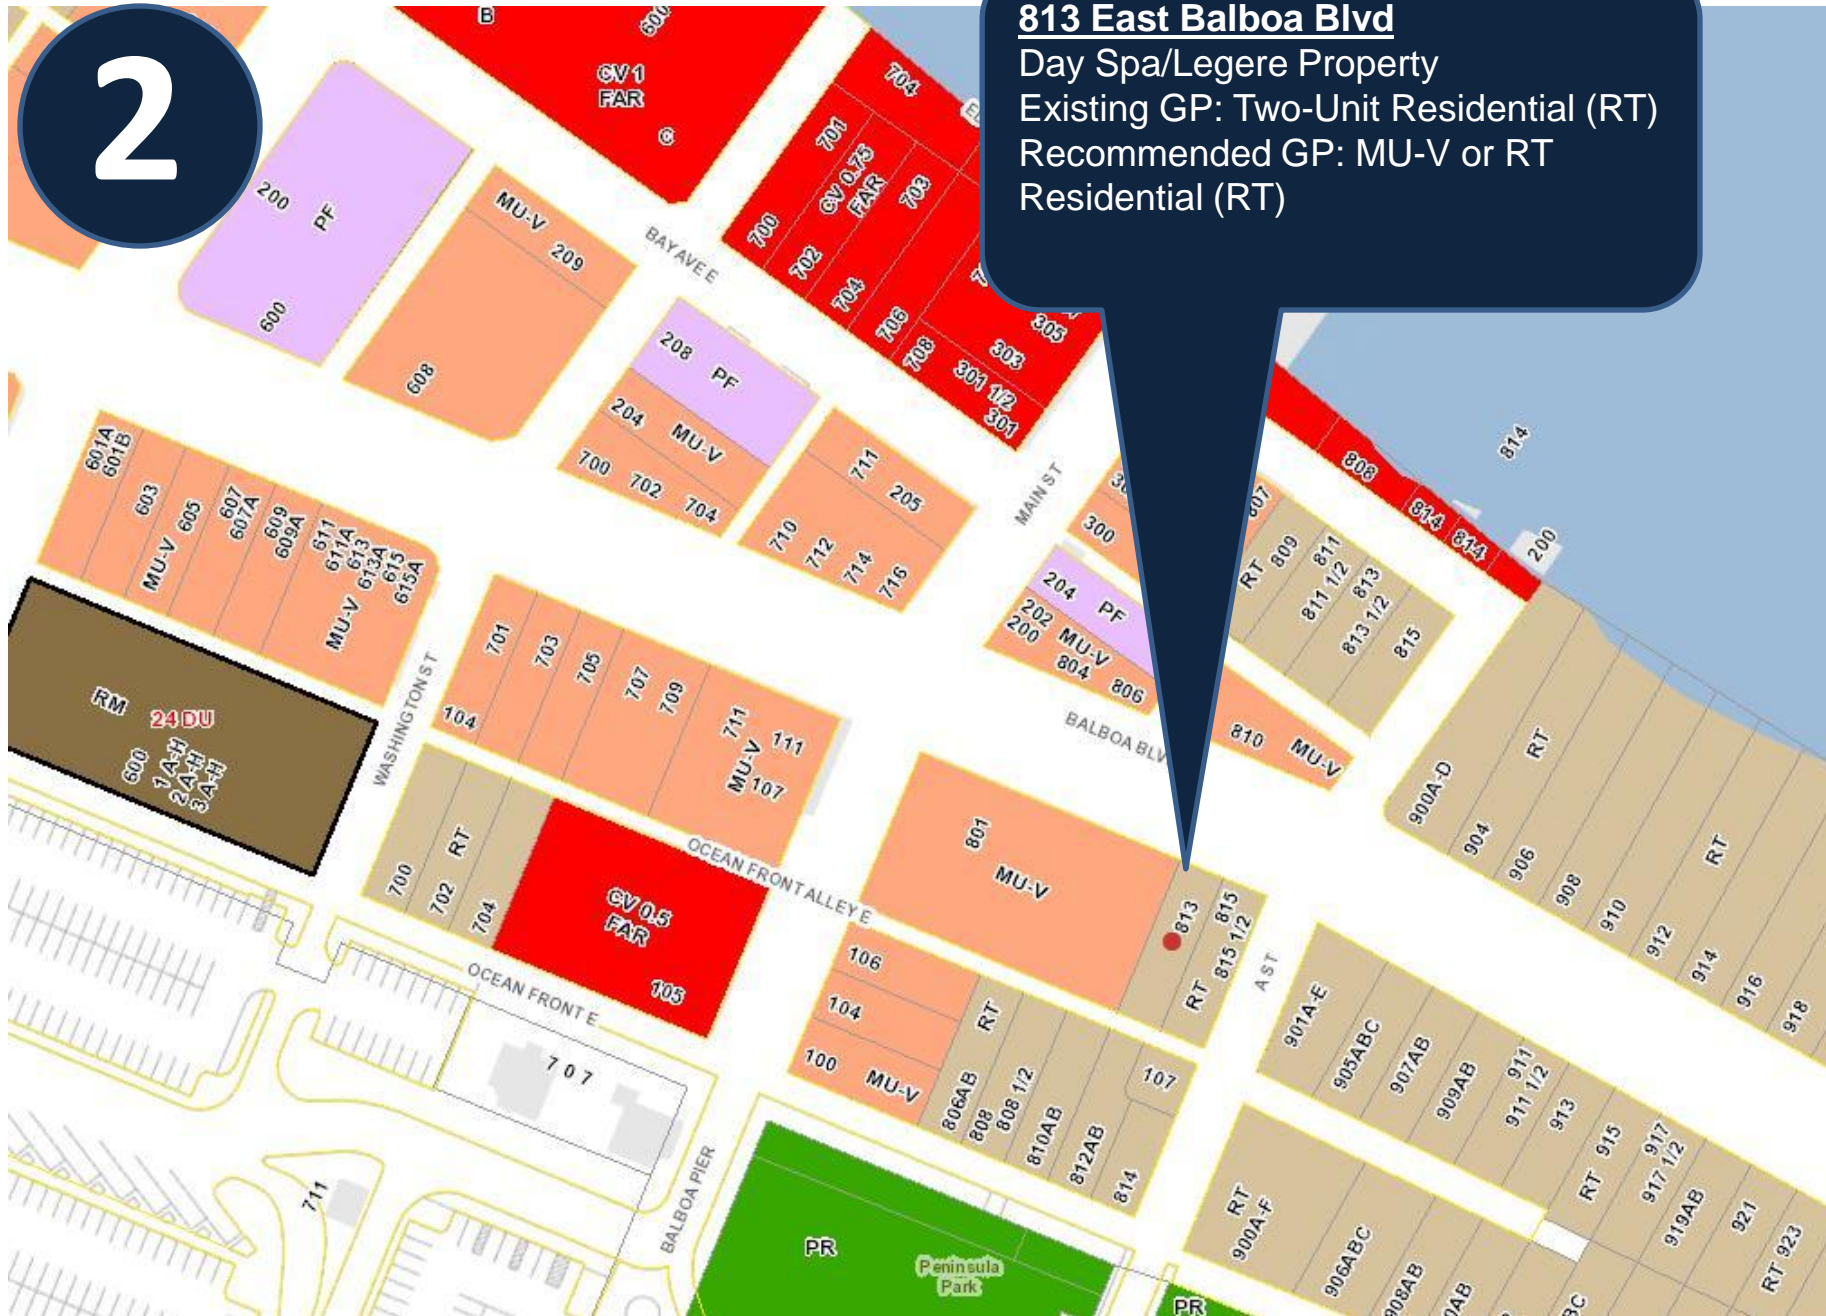 2
813 East Balboa Blvd
Day Spa/Legere Property
Existing GP: Two-Unit Residential (RT)
Recommended GP: MU-V or RT
Residential (RT)
B
600
CV 1
FAR
C
704
701
CV 0.75
FAR
703
700
702
704
706
708
305
303
301 1/2
301
200
PF
600
MU-V
209
608
BAY AVE E
208
PF
204
MU-V
700
702
704
711
205
710
712
714
716
MAIN ST
300
204
PF
202
200
MU-V
804
806
807
RT
809
811
811 1/2
813
813 1/2
815
808
814
814
814
200
810
MU-V
601A
601B
603
MU-V
605
607
607A
609
609A
611
611A
613
613A
615
615A
MU-V
RM
24 DU
600
1 A-H
2 A-H
3 A-H
WASHINGTON ST
701
703
705
707
709
711
111
MU-V
107
104
BALBOA BLV
801
MU-V
813
815
815 1/2
RT
A ST
700
RT
702
704
CV 0.5
FAR
105
OCEAN FRONT ALLEY E
OCEAN FRONT E
106
104
100
MU-V
RT
806AB
808
808 1/2
810AB
812AB
814
107
RT
900A-D
904
906
908
910
912
914
916
918
RT
901A-E
905ABC
907AB
909AB
911
911 1/2
913
RT
915
917
917 1/2
919AB
921
RT 923
RT
900A-F
906ABC
908AB
707
711
BALBOA PIER
PR
Peninsula
Park
PR